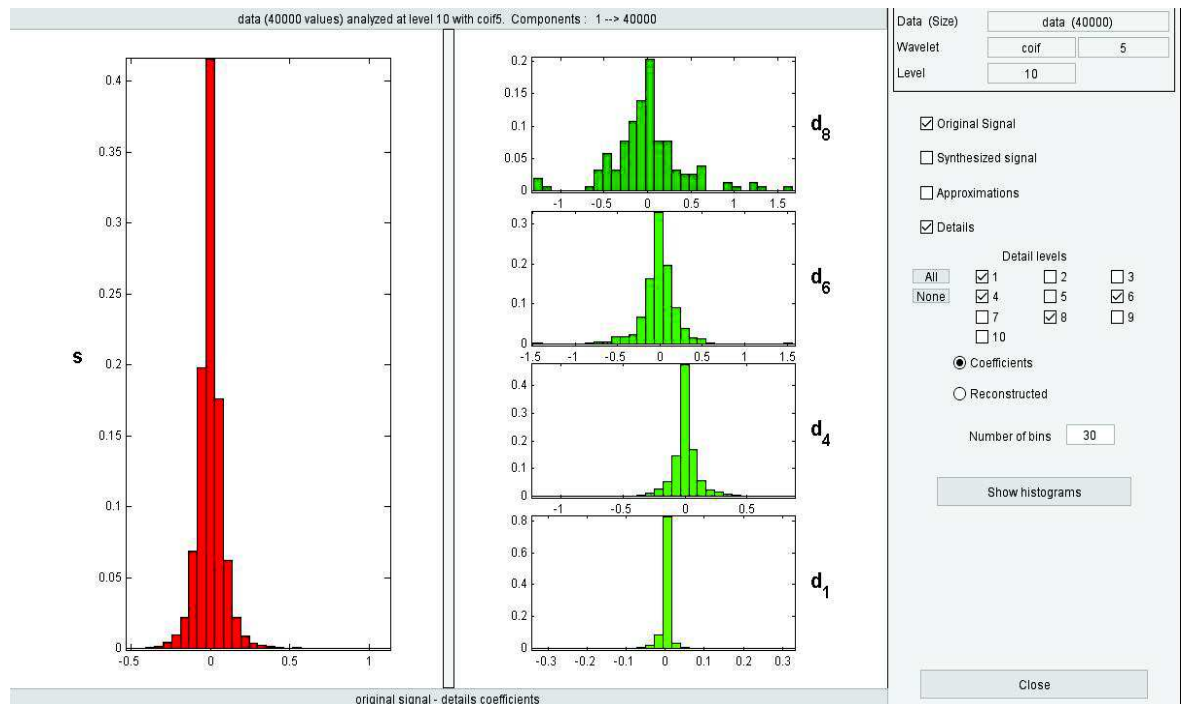 data (40000 values) analyzed at level 10 with coif5. Components : 1 --> 40000
s
0.4
0.35
0.3
0.25
0.2
0.15
0.1
0.05
0
-0.5 0 0.5 1
d8
0.2
0.15
0.1
0.05
0
-1 -0.5 0 0.5 1 1.5
d6
0.3
0.2
0.1
0
-1.5 -1 -0.5 0 0.5 1 1.5
d4
0.4
0.3
0.2
0.1
0
-1 -0.5 0 0.5
d1
0.8
0.6
0.4
0.2
0
-0.3 -0.2 -0.1 0 0.1 0.2 0.3
original signal - details coefficients
Data (Size) data (40000)
Wavelet coif 5
Level 10
Original Signal
Synthesized signal
Approximations
Details
Detail levels
All 1 2 3
None 4 5 6
7 8 9
10
Coefficients
Reconstructed
Number of bins 30
Show histograms
Close